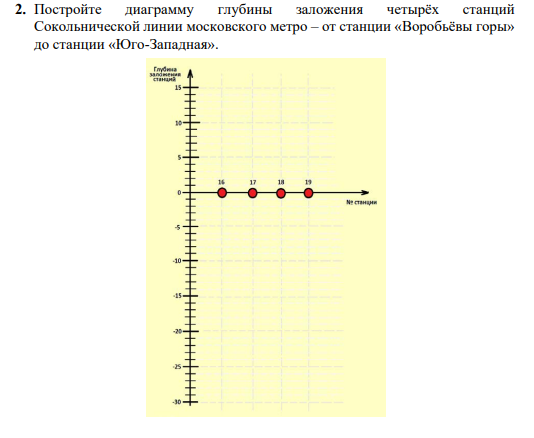 2. Постройте диаграмму глубины заложения четырёх станций
Сокольнической линии московского метро – от станции «Воробьёвы горы»
до станции «Юго-Западная».
Глубина
заложения
станций
15
10
5
16 17 18 19
0
№ станции
-5
-10
-15
-20
-25
-30